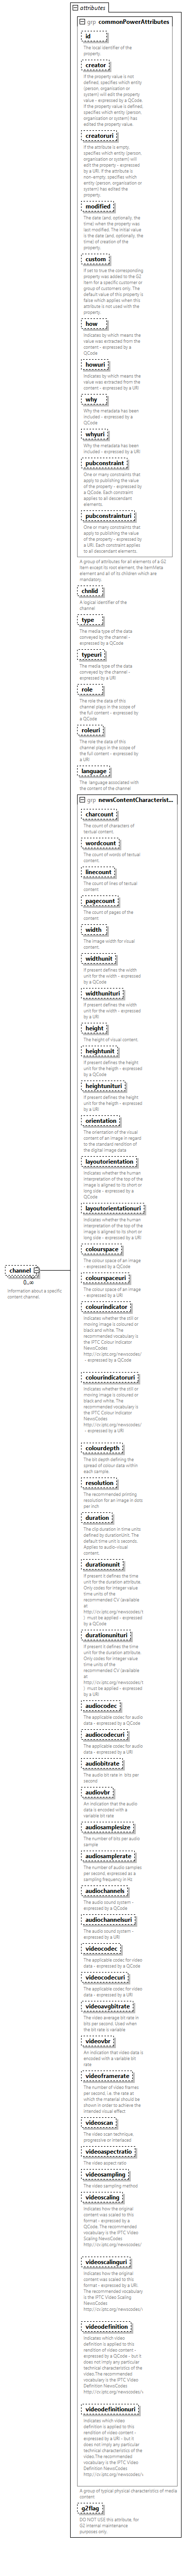 attributes
grp commonPowerAttributes
id
The local identifier of the
property.
creator
If the property value is not
defined, specifies which entity
(person, organisation or
system) will edit the property
value - expressed by a QCode.
If the property value is defined,
specifies which entity (person,
organisation or system) has
edited the property value.
creatoruri
If the attribute is empty,
specifies which entity (person,
organisation or system) will
edit the property - expressed
by a URI. If the attribute is
non-empty, specifies which
entity (person, organisation or
system) has edited the
property.
modified
The date (and, optionally, the
time) when the property was
last modified. The initial value
is the date (and, optionally, the
time) of creation of the
property.
custom
If set to true the corresponding
property was added to the G2
Item for a specific customer or
group of customers only. The
default value of this property is
false which applies when this
attribute is not used with the
property.
how
Indicates by which means the
value was extracted from the
content - expressed by a
QCode
howuri
Indicates by which means the
value was extracted from the
content - expressed by a URI
why
Why the metadata has been
included - expressed by a
QCode
whyuri
Why the metadata has been
included - expressed by a URI
pubconstraint
One or many constraints that
apply to publishing the value
of the property - expressed by
a QCode. Each constraint
applies to all descendant
elements.
pubconstrainturi
One or many constraints that
apply to publishing the value
of the property - expressed by
a URI. Each constraint applies
to all descendant elements.
A group of attributes for all elements of a G2
Item except its root element, the itemMeta
element and all of its children which are
mandatory.
chnlid
A logical identifier of the
channel
type
The media type of the data
conveyed by the channel -
expressed by a QCode
typeuri
The media type of the data
conveyed by the channel -
expressed by a URI
role
The role the data of this
channel plays in the scope of
the full content - expressed by
a QCode
roleuri
The role the data of this
channel plays in the scope of
the full content - expressed by a
URI
language
The language associated with
the content of the channel
grp newsContentCharacterist...
charcount
The count of characters of
textual content.
wordcount
The count of words of textual
content.
linecount
The count of lines of textual
content
pagecount
The count of pages of the
content
width
The image width for visual
content.
widthunit
If present defines the width
unit for the width - expressed
by a QCode
widthunituri
If present defines the width
unit for the width - expressed
by a URI
height
The height of visual content.
heightunit
If present defines the height
unit for the heigth - expressed
by a QCode
heightunituri
If present defines the height
unit for the heigth - expressed
by a URI
orientation
The orientation of the visual
content of an image in regard
to the standard rendition of
the digital image data.
layoutorientation
Indicates whether the human
interpretation of the top of the
image is aligned to its short or
long side - expressed by a
QCode
layoutorientationuri
Indicates whether the human
interpretation of the top of the
image is aligned to its short or
long side - expressed by a URI
colourspace
The colour space of an image
- expressed by a QCode
colourspaceuri
The colour space of an image
- expressed by a URI
colourindicator
Indicates whether the still or
moving image is coloured or
black and white. The
recommended vocabulary is
the IPTC Colour Indicator
NewsCodes
http://cv.iptc.org/newscodes/
- expressed by a QCode
colourindicatoruri
Indicates whether the still or
moving image is coloured or
black and white. The
recommended vocabulary is
the IPTC Colour Indicator
NewsCodes
http://cv.iptc.org/newscodes/
- expressed by a URI
colourdepth
The bit depth defining the
spread of colour data within
each sample.
resolution
The recommended printing
resolution for an image in dots
per inch
duration
The clip duration in time units
defined by durationUnit. The
default time unit is seconds.
Applies to audio-visual
content.
durationunit
If present it defines the time
unit for the duration attribute.
Only codes for integer value
time units of the
recommended CV (available
at
must be applied - expressed
by a QCode
durationunituri
If present it defines the time
unit for the duration attribute.
Only codes for integer value
time units of the
recommended CV (available
at
must be applied - expressed
by a URI
audiocodec
The applicable codec for audio
data - expressed by a QCode
audiocodecuri
The applicable codec for audio
data - expressed by a URI
audiobitrate
The audio bit rate in bits per
second
audiovbr
An indication that the audio
data is encoded with a
variable bit rate
audiosamplesize
The number of bits per audio
sample
audiosamplerate
The number of audio samples
per second, expressed as a
sampling frequency in Hz
audiochannels
The audio sound system -
expressed by a QCode
audiochannelsuri
The audio sound system -
expressed by a URI
videocodec
The applicable codec for video
data - expressed by a QCode
videocodecuri
The applicable codec for video
data - expressed by a URI
videoavgbitrate
The video average bit rate in
bits per second. Used when
the bit rate is variable
videovbr
An indication that video data is
encoded with a variable bit
rate
videoframerate
The number of video frames
per second, i.e. the rate at
which the material should be
shown in order to achieve the
intended visual effect
videoscan
The video scan technique,
progressive or interlaced
videoaspectratio
The video aspect ratio
videosampling
The video sampling method
videoscaling
Indicates how the original
content was scaled to this
format - expressed by a
QCode. The recommended
vocabulary is the IPTC Video
Scaling NewsCodes
http://cv.iptc.org/newscodes/
videoscalinguri
Indicates how the original
content was scaled to this
format - expressed by a URI.
The recommended vocabulary
is the IPTC Video Scaling
NewsCodes
http://cv.iptc.org/newscodes/
videodefinition
Indicates which video
definition is applied to this
rendition of video content -
expressed by a QCode - but it
does not imply any particular
technical characteristics of the
video. The recommended
vocabulary is the IPTC Video
Definition NewsCodes
http://cv.iptc.org/newscodes/
videodefinitionuri
Indicates which video
definition is applied to this
rendition of video content -
expressed by a URI - but it
does not imply any particular
technical characteristics of the
video. The recommended
vocabulary is the IPTC Video
Definition NewsCodes
http://cv.iptc.org/newscodes/
A group of typical physical characteristics of media
content
g2flag
DO NOT USE this attribute, for
G2 internal maintenance
purposes only.
channel
0..∞
Information about a specific
content channel.